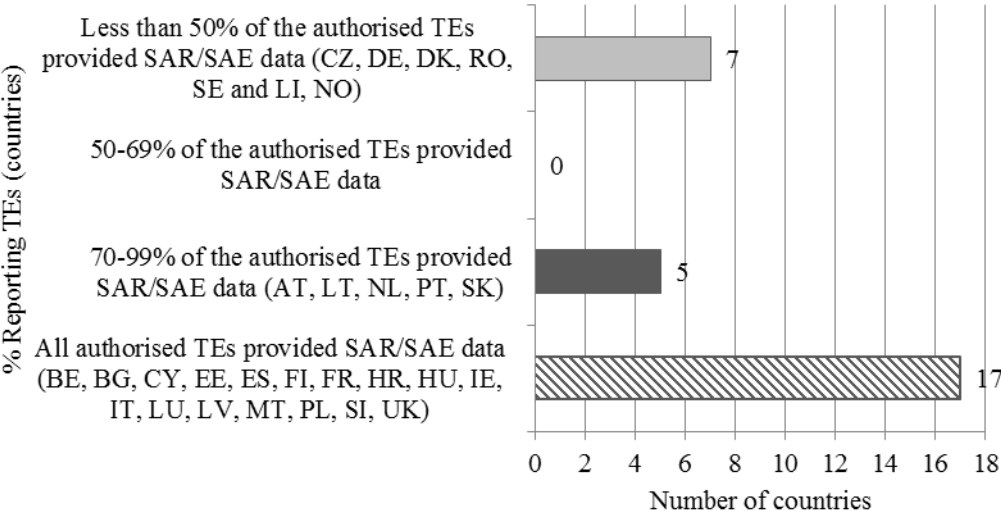 % Reporting TEs (countries)
Less than 50% of the authorised TEs
provided SAR/SAE data (CZ, DE, DK, RO,
SE and LI, NO)
7
50-69% of the authorised TEs provided
SAR/SAE data
0
70-99% of the authorised TEs provided
SAR/SAE data (AT, LT, NL, PT, SK)
5
All authorised TEs provided SAR/SAE data
(BE, BG, CY, EE, ES, FI, FR, HR, HU, IE,
IT, LU, LV, MT, PL, SI, UK)
17
0 2 4 6 8 10 12 14 16 18
Number of countries